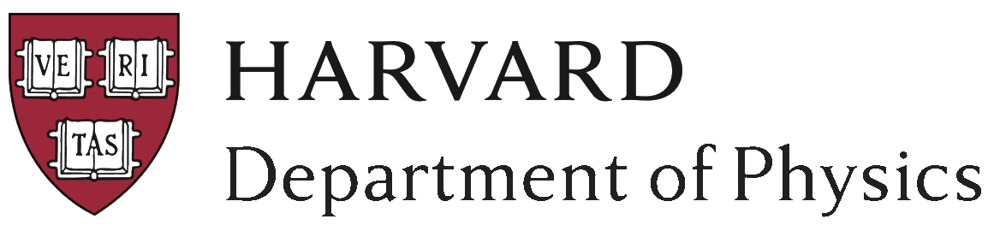 VE RI
TAS
HARVARD
Department of Physics